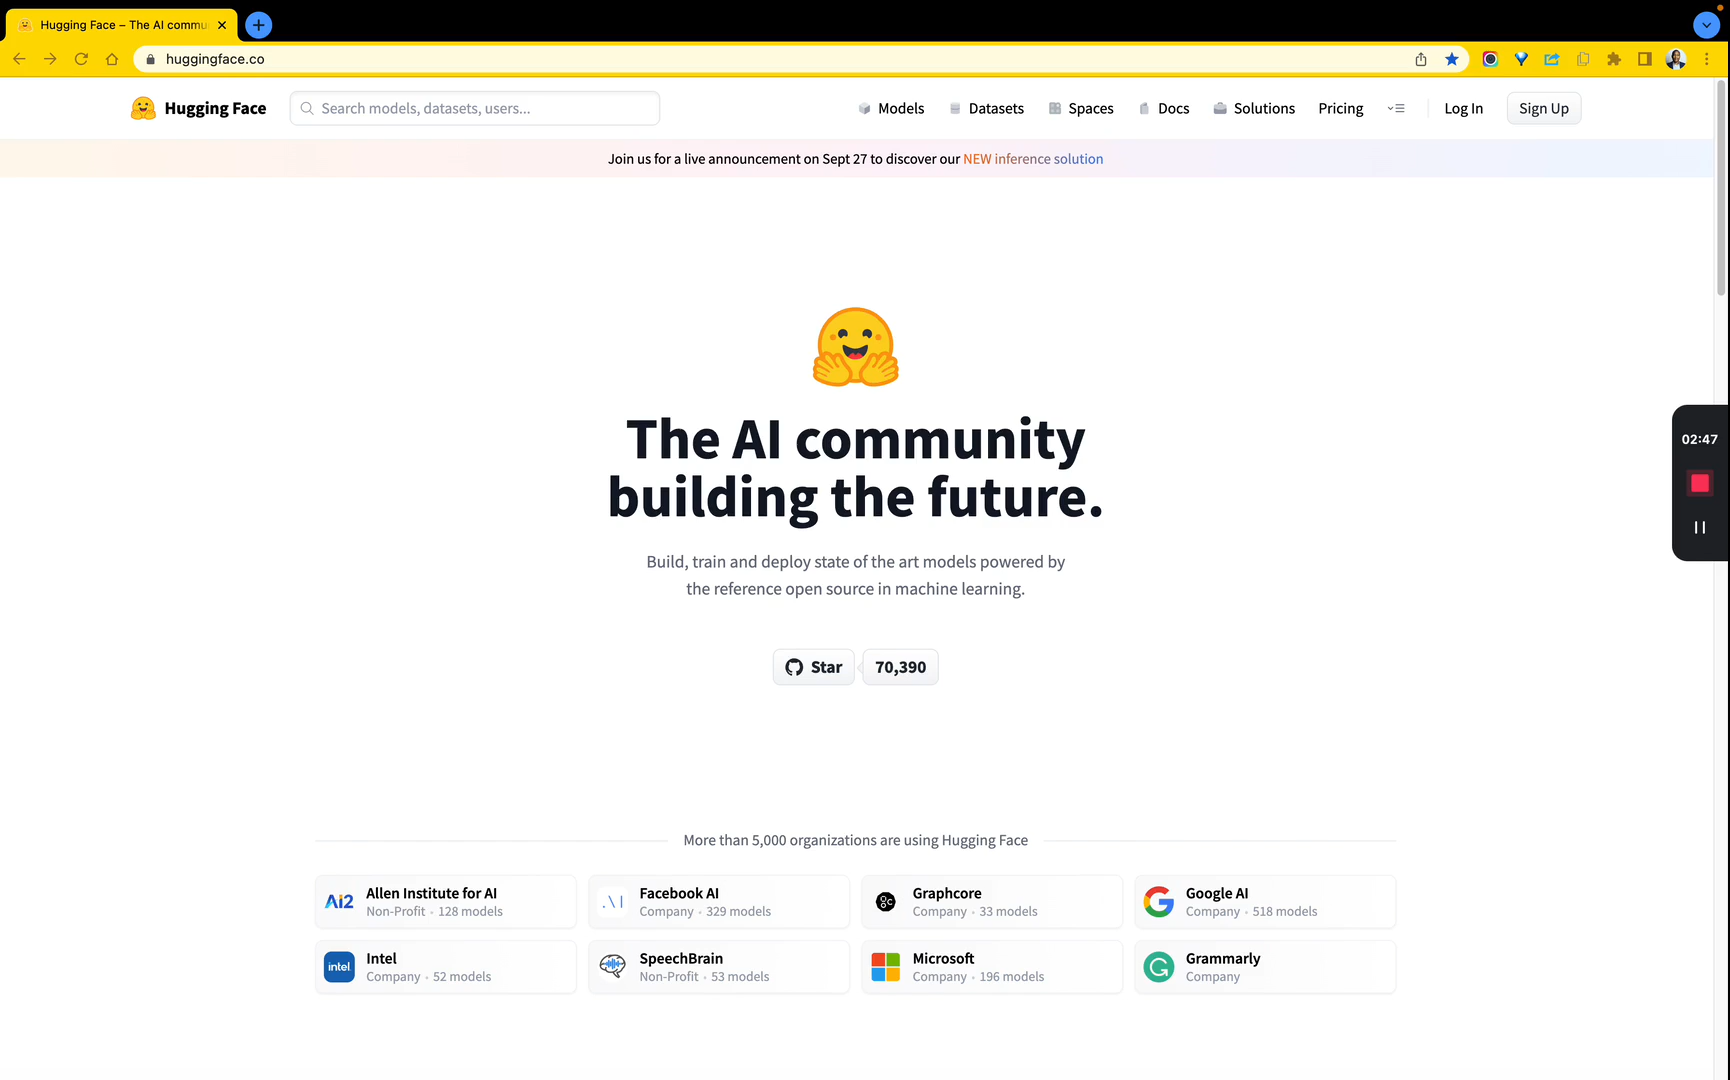 Hugging Face – The AI commu
huggingface.co
Hugging Face
Search models, datasets, users...
Models
Datasets
Spaces
Docs
Solutions
Pricing
Log In
Sign Up
Join us for a live announcement on Sept 27 to discover our NEW inference solution
02:47
The AI community
building the future.
Build, train and deploy state of the art models powered by
the reference open source in machine learning.
Star
70,390
More than 5,000 organizations are using Hugging Face
Ai2
Allen Institute for AI
Non-Profit • 128 models
.\|
Facebook AI
Company • 329 models
Gc
Graphcore
Company • 33 models
Google AI
Company • 518 models
intel
Intel
Company • 52 models
SpeechBrain
Non-Profit • 53 models
Microsoft
Company • 196 models
Grammarly
Company